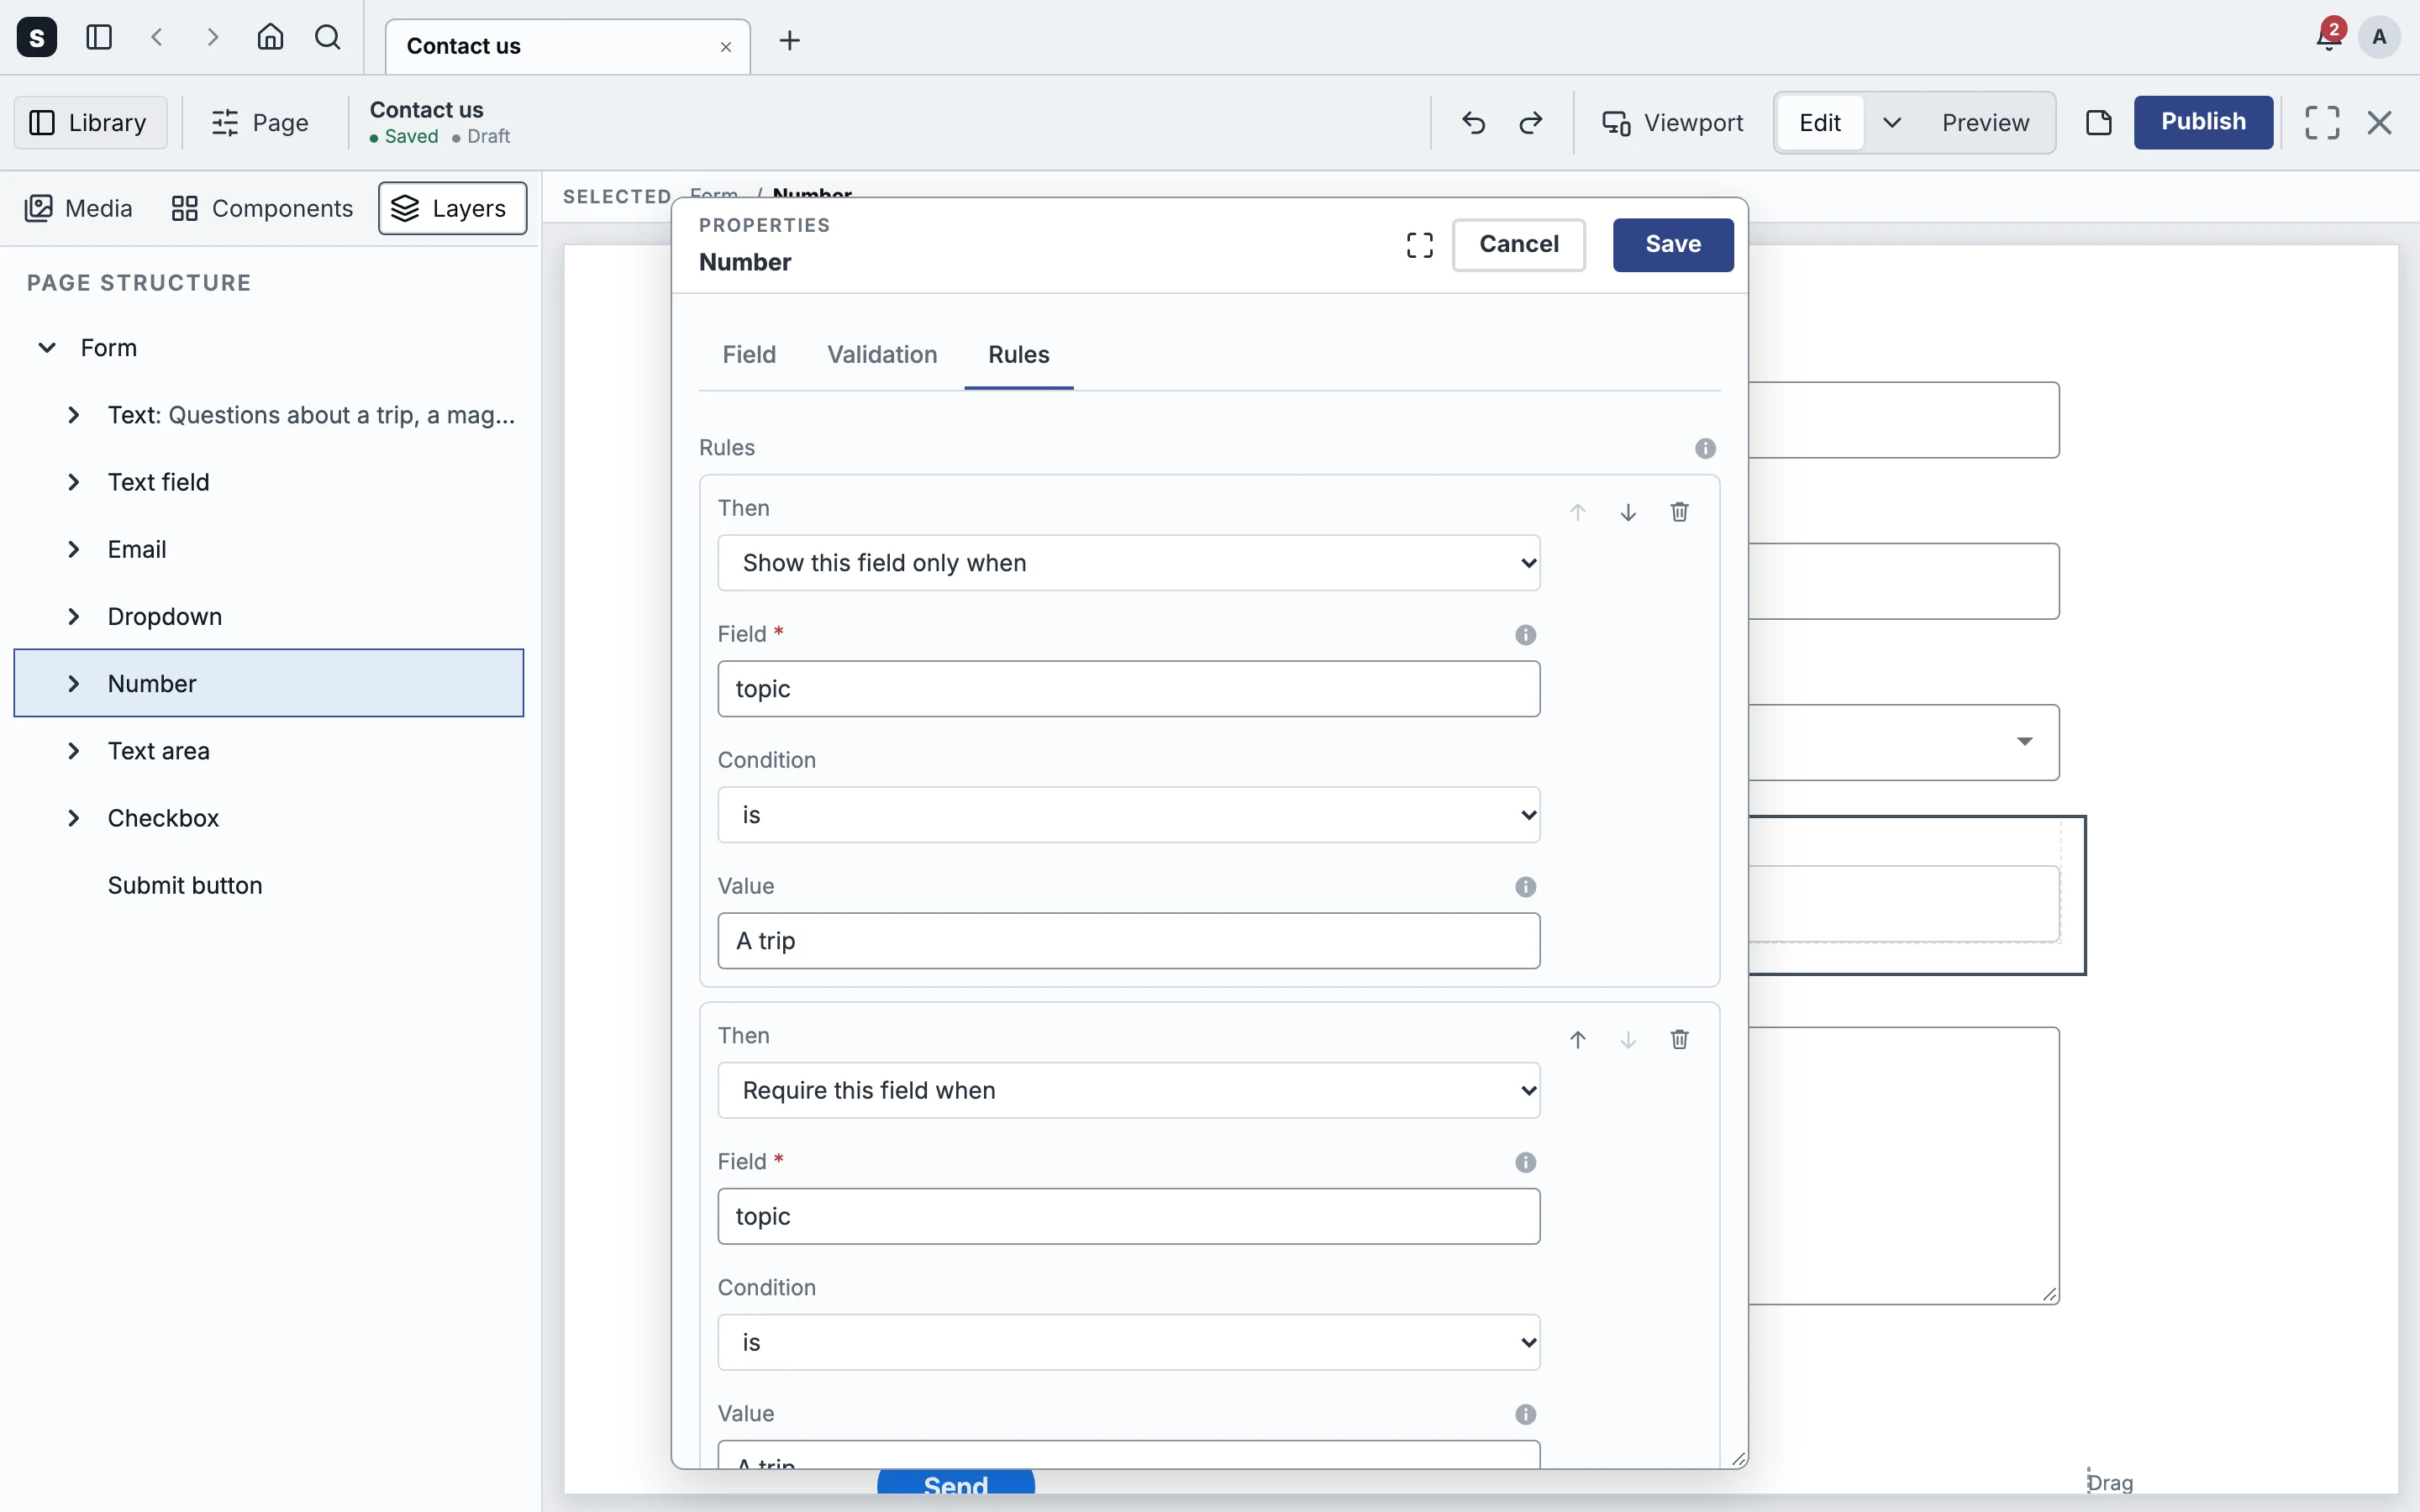 S
Contact us
2
A
Library
Page
Contact us
Saved
Draft
Viewport
Edit
Preview
Publish
Media
Components
Layers
SELECTED
Form / Number
PAGE STRUCTURE
Form
Text: Questions about a trip, a mag...
Text field
Email
Dropdown
Number
Text area
Checkbox
Submit button
PROPERTIES
Number
Cancel
Save
Field
Validation
Rules
Rules
Then
Show this field only when
Field *
topic
Condition
is
Value
A trip
Then
Require this field when
Field *
topic
Condition
is
Value
A trip
Send
Drag